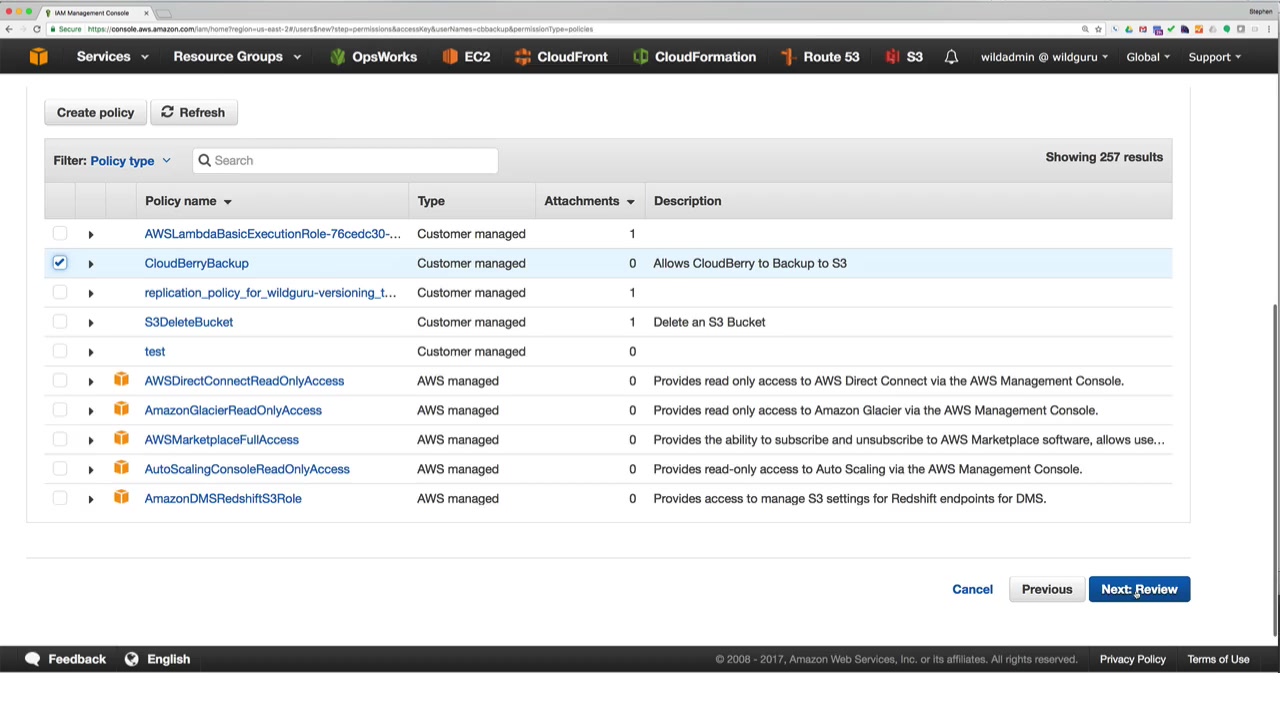 IAM Management Console
Stephen
Secure https://console.aws.amazon.com/iam/home?region=us-east-2#/users$new?step=permissions&accessKey&userNames=cbbackup&permissionType=policies
Services Resource Groups OpsWorks EC2 CloudFront CloudFormation Route 53 S3 wildadmin @ wildguru Global Support
Create policy Refresh
Filter: Policy type Search Showing 257 results
Policy name Type Attachments Description
AWSLambdaBasicExecutionRole-76cedc30-... Customer managed 1
CloudBerryBackup Customer managed 0 Allows CloudBerry to Backup to S3
replication_policy_for_wildguru-versioning_t... Customer managed 1
S3DeleteBucket Customer managed 1 Delete an S3 Bucket
test Customer managed 0
AWSDirectConnectReadOnlyAccess AWS managed 0 Provides read only access to AWS Direct Connect via the AWS Management Console.
AmazonGlacierReadOnlyAccess AWS managed 0 Provides read only access to Amazon Glacier via the AWS Management Console.
AWSMarketplaceFullAccess AWS managed 0 Provides the ability to subscribe and unsubscribe to AWS Marketplace software, allows use...
AutoScalingConsoleReadOnlyAccess AWS managed 0 Provides read-only access to Auto Scaling via the AWS Management Console.
AmazonDMSRedshiftS3Role AWS managed 0 Provides access to manage S3 settings for Redshift endpoints for DMS.
Cancel Previous Next: Review
Feedback English © 2008 - 2017, Amazon Web Services, Inc. or its affiliates. All rights reserved. Privacy Policy Terms of Use